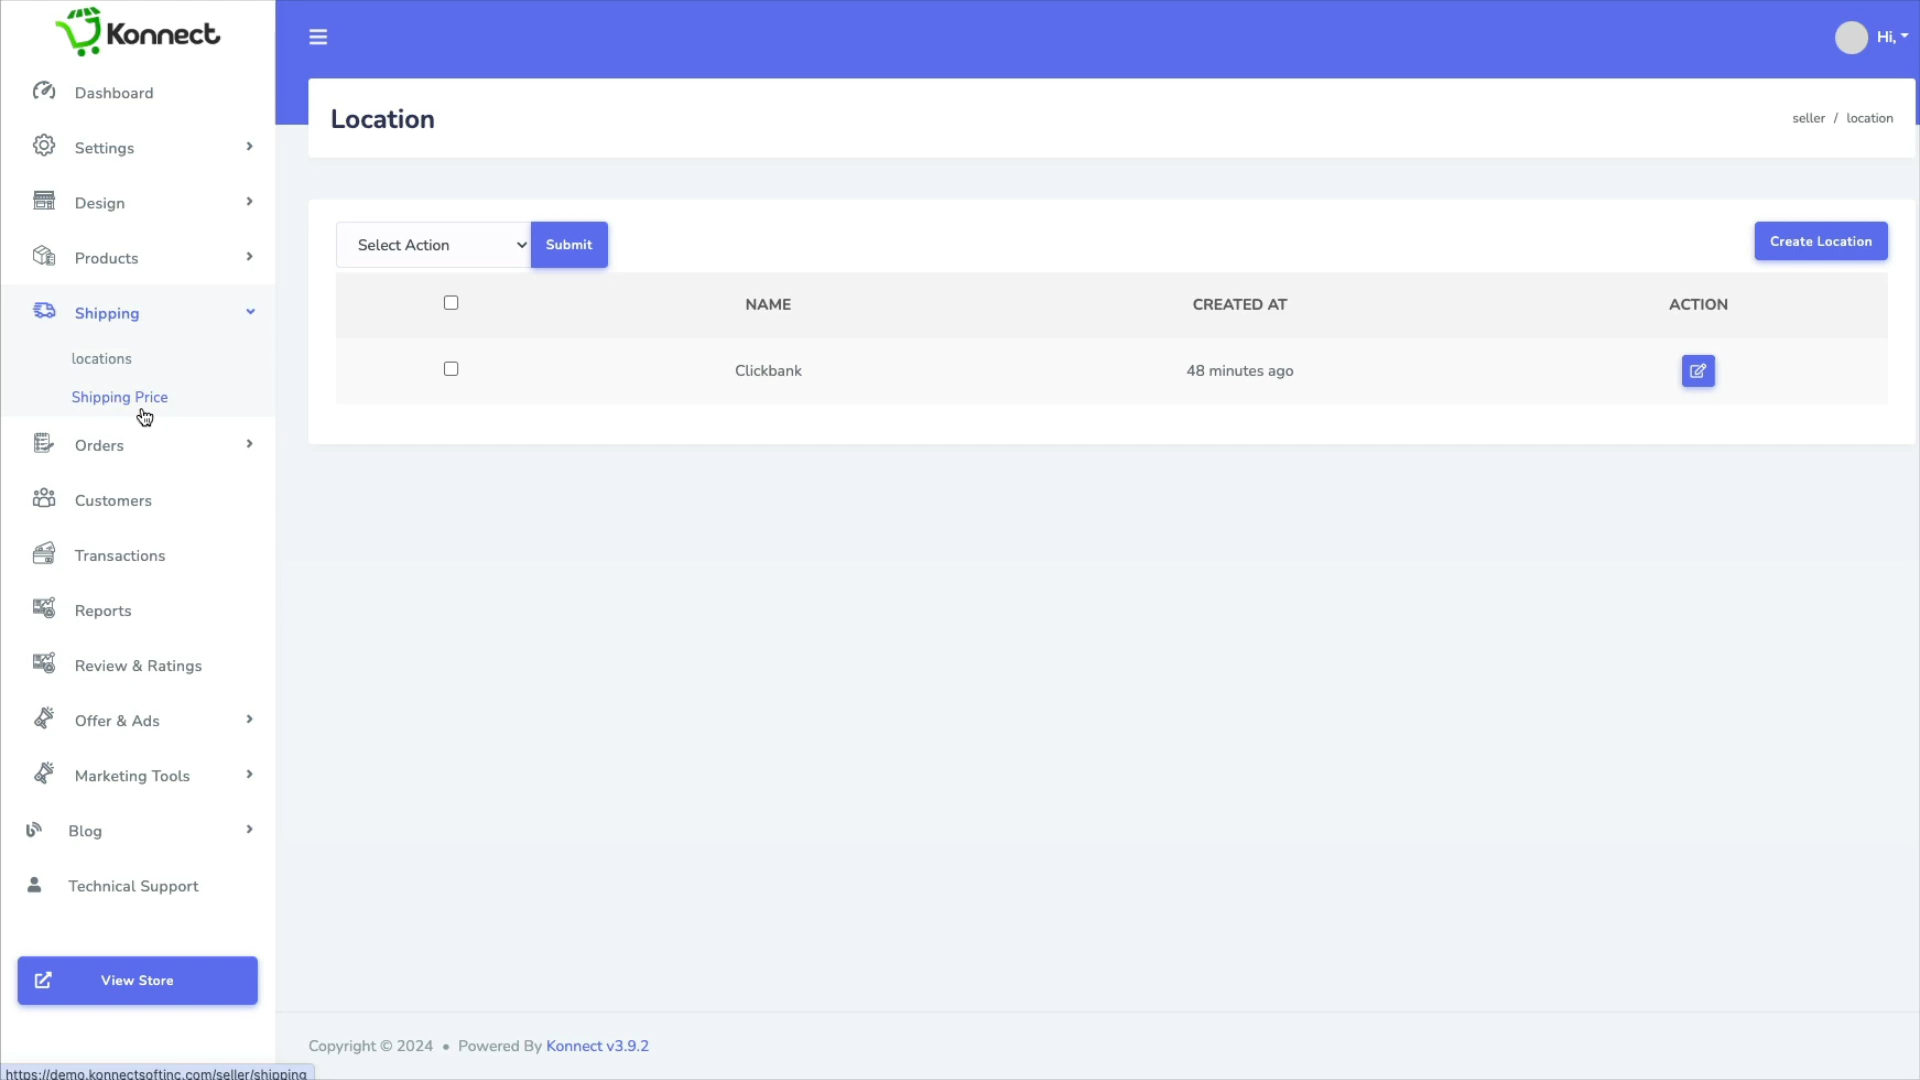 Konnect
Dashboard
Settings
Design
Products
Shipping
locations
Shipping Price
Orders
Customers
Transactions
Reports
Review & Ratings
Offer & Ads
Marketing Tools
Blog
Technical Support
View Store
Hi,
Location
seller / location
Select Action
Submit
Create Location
NAME CREATED AT ACTION
Clickbank 48 minutes ago
Copyright © 2024 • Powered By Konnect v3.9.2
https://demo.konnectsoftinc.com/seller/shipping